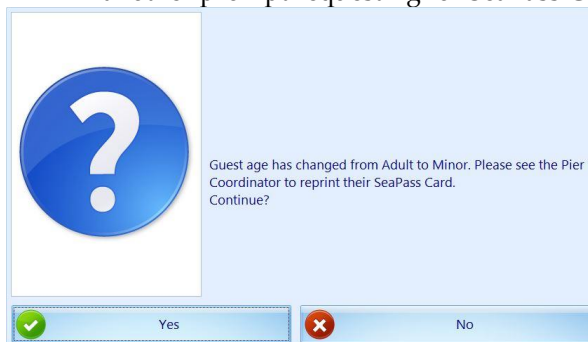 Guest age has changed from Adult to Minor. Please see the Pier
Coordinator to reprint their SeaPass Card.
Continue?
Yes
No